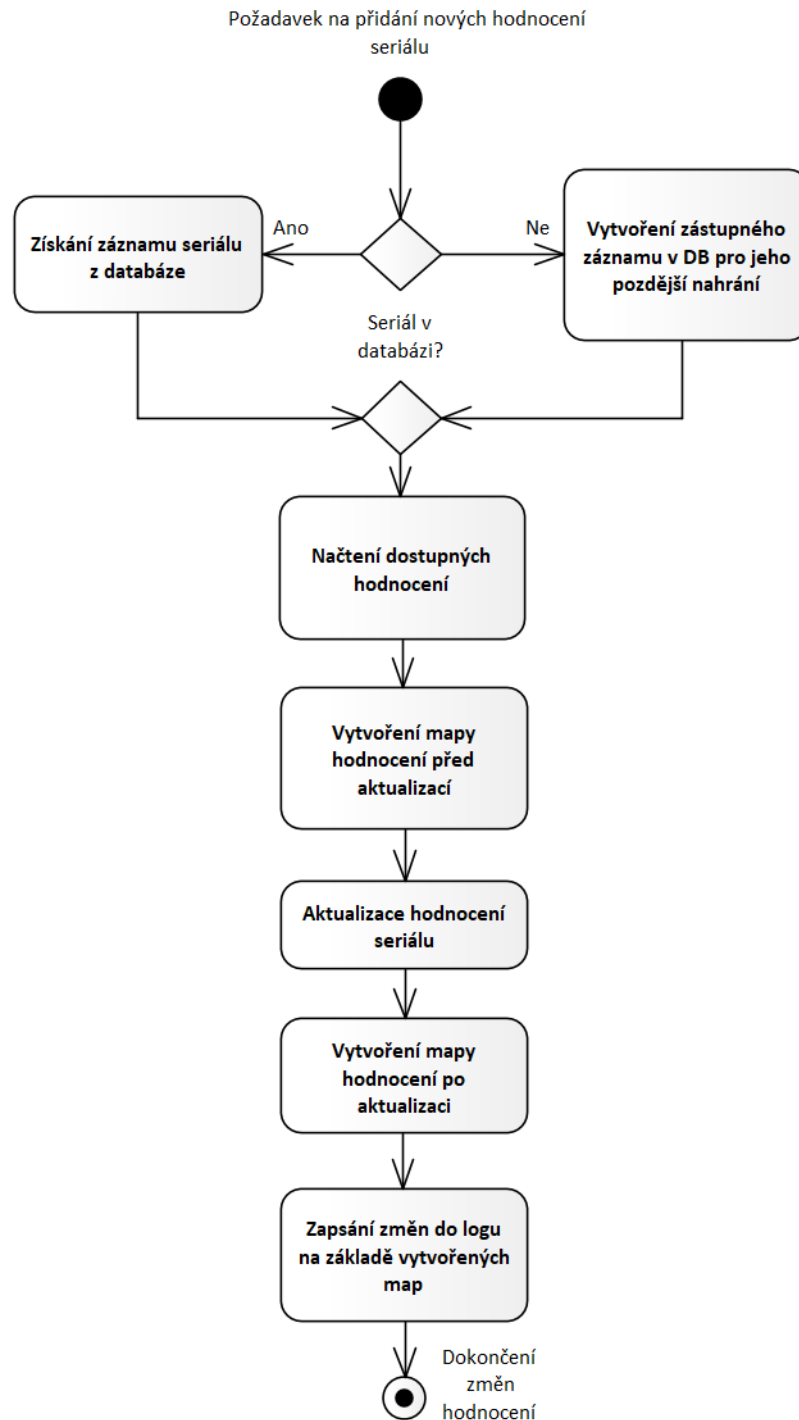 Požadavek na přidání nových hodnocení
seriálu
Ano
Ne
Získání záznamu seriálu
z databáze
Vytvoření zástupného
záznamu v DB pro jeho
pozdější nahrání
Seriál v
databázi?
Načtení dostupných
hodnocení
Vytvoření mapy
hodnocení před
aktualizací
Aktualizace hodnocení
seriálu
Vytvoření mapy
hodnocení po
aktualizaci
Zapsání změn do logu
na základě vytvořených
map
Dokončení
změn
hodnocení